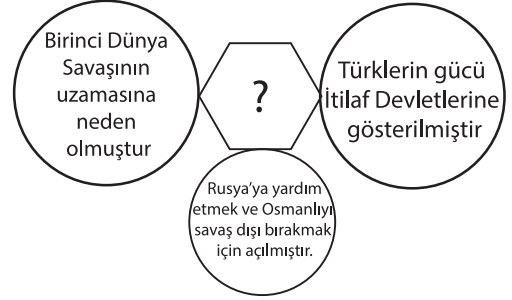 Birinci Dünya
Savaşının
uzamasına
neden
olmuştur
?
Türklerin gücü
İtilaf Devletlerine
gösterilmiştir
Rusya'ya yardım
etmek ve Osmanlıyı
savaş dışı bırakmak
için açılmıştır.